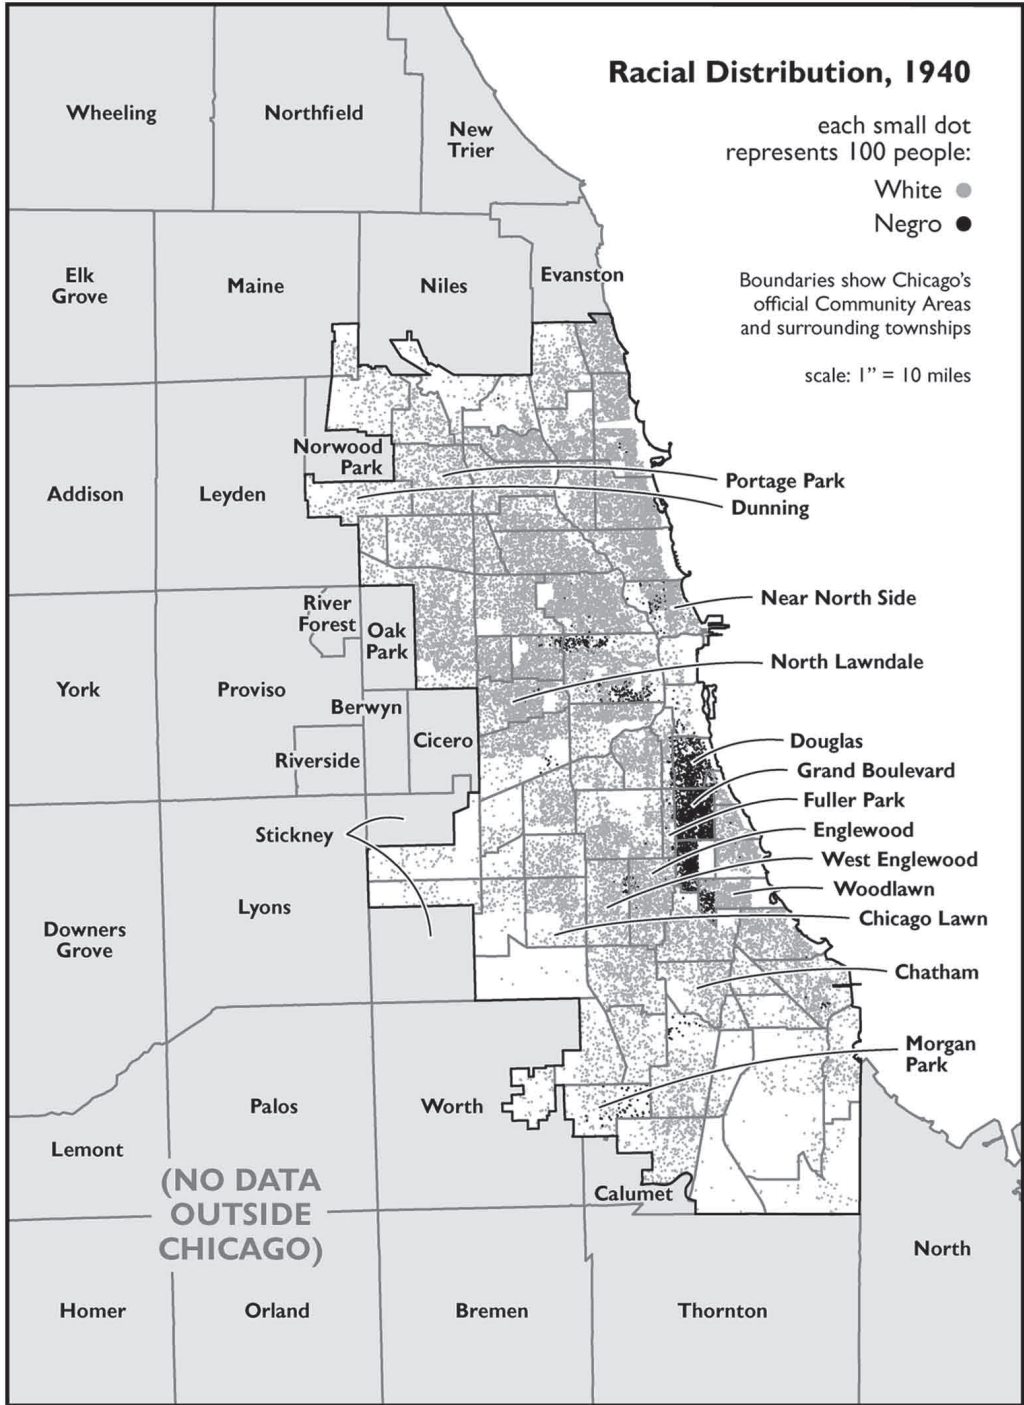 Racial Distribution, 1940
each small dot
represents 100 people:
White
Negro
Boundaries show Chicago's
official Community Areas
and surrounding townships
scale: 1" = 10 miles
Wheeling
Northfield
New
Trier
Elk
Grove
Maine
Niles
Evanston
Norwood
Park
Addison
Leyden
Portage Park
Dunning
River
Forest
Oak
Park
Near North Side
York
Proviso
Berwyn
North Lawndale
Cicero
Riverside
Douglas
Grand Boulevard
Fuller Park
Stickney
Englewood
West Englewood
Woodlawn
Lyons
Chicago Lawn
Downers
Grove
Chatham
Morgan
Park
Palos
Worth
Lemont
(NO DATA
OUTSIDE
CHICAGO)
Calumet
North
Homer
Orland
Bremen
Thornton